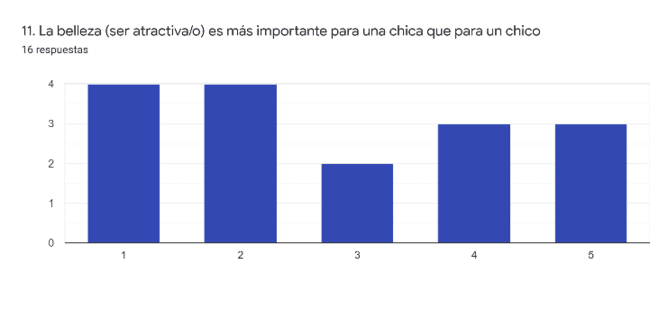 11. La belleza (ser atractiva/o) es más importante para una chica que para un chico
16 respuestas
4
3
2
1
0
1 2 3 4 5